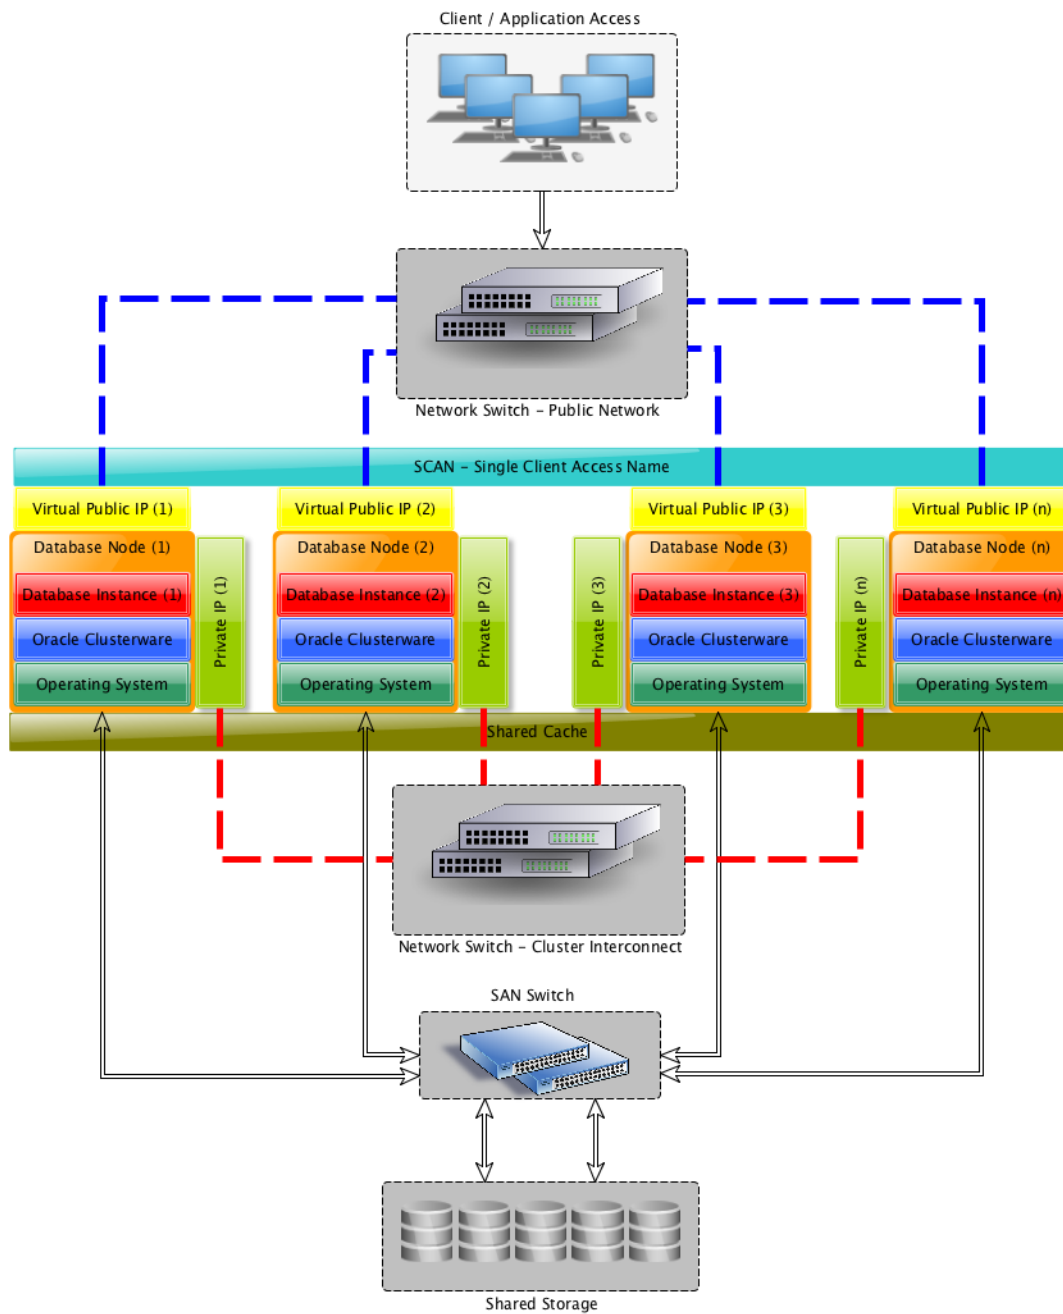 Client / Application Access
Network Switch – Public Network
SCAN – Single Client Access Name
Virtual Public IP (1)
Virtual Public IP (2)
Virtual Public IP (3)
Virtual Public IP (n)
Database Node (1)
Database Node (2)
Database Node (3)
Database Node (n)
Private IP (1)
Private IP (2)
Private IP (3)
Private IP (n)
Database Instance (1)
Database Instance (2)
Database Instance (3)
Database Instance (n)
Oracle Clusterware
Oracle Clusterware
Oracle Clusterware
Oracle Clusterware
Operating System
Operating System
Operating System
Operating System
Shared Cache
Network Switch – Cluster Interconnect
SAN Switch
Shared Storage